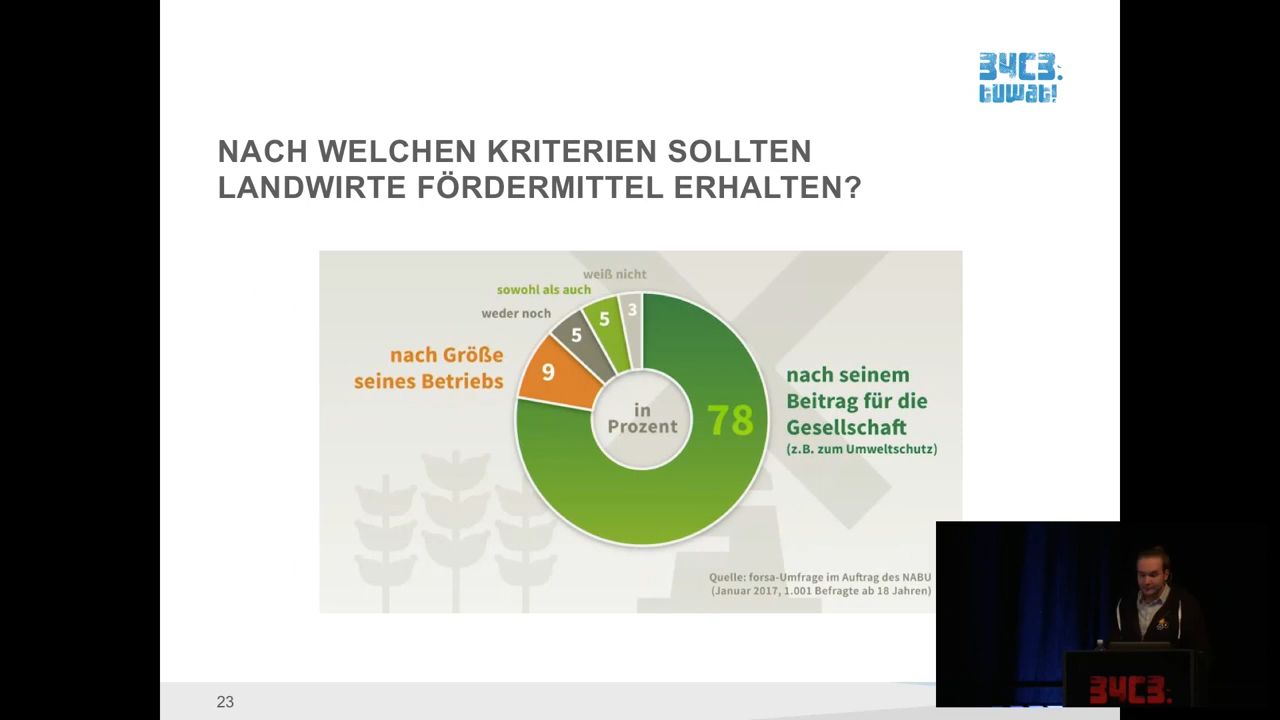 34C3.
tuwat!
NACH WELCHEN KRITERIEN SOLLTEN
LANDWIRTE FÖRDERMITTEL ERHALTEN?
weiß nicht
sowohl als auch
weder noch
3
5
5
nach Größe
seines Betriebs
9
in
Prozent
78
nach seinem
Beitrag für die
Gesellschaft
(z.B. zum Umweltschutz)
Quelle: forsa-Umfrage im Auftrag des NABU
(Januar 2017, 1.001 Befragte ab 18 Jahren)
34C3.
23